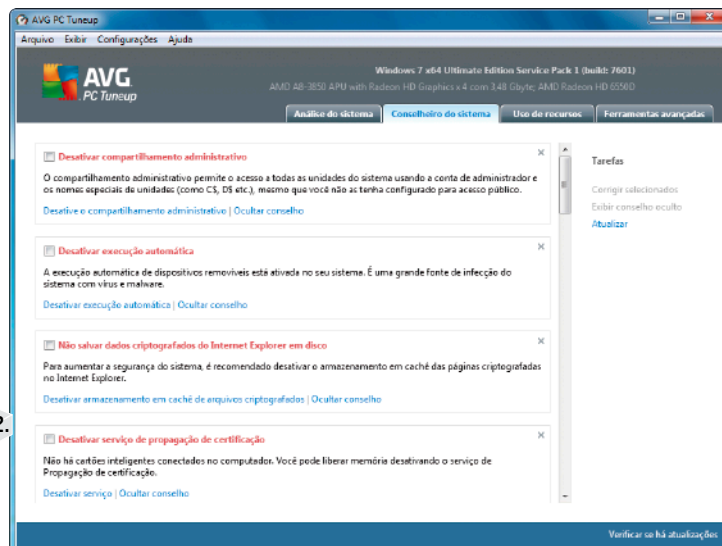 AVG PC Tuneup
Arquivo Exibir Configurações Ajuda
AVG
PC Tuneup
Windows 7 x64 Ultimate Edition Service Pack 1 (build: 7601)
AMD A8-3850 APU with Radeon HD Graphics x 4 com 3,48 Gbyte; AMD Radeon HD 6550D
Análise do sistema Conselheiro do sistema Uso de recursos Ferramentas avançadas
Desativar compartilhamento administrativo
O compartilhamento administrativo permite o acesso a todas as unidades do sistema usando a conta de administrador e
os nomes especiais de unidades (como C$, D$ etc.), mesmo que você não as tenha configurado para acesso público.
Desative o compartilhamento administrativo | Ocultar conselho
Desativar execução automática
A execução automática de dispositivos removíveis está ativada no seu sistema. É uma grande fonte de infecção do
sistema com vírus e malware.
Desativar execução automática | Ocultar conselho
Não salvar dados criptografados do Internet Explorer em disco
Para aumentar a segurança do sistema, é recomendado desativar o armazenamento em caché das páginas criptografadas
no Internet Explorer.
Desativar armazenamento em caché de arquivos criptografados | Ocultar conselho
2.
Desativar serviço de propagação de certificação
Não há cartões inteligentes conectados no computador. Você pode liberar memória desativando o serviço de
Propagação de certificação.
Desativar serviço | Ocultar conselho
Tarefas
Corrigir selecionados
Exibir conselho oculto
Atualizar
Verificar se há atualizações